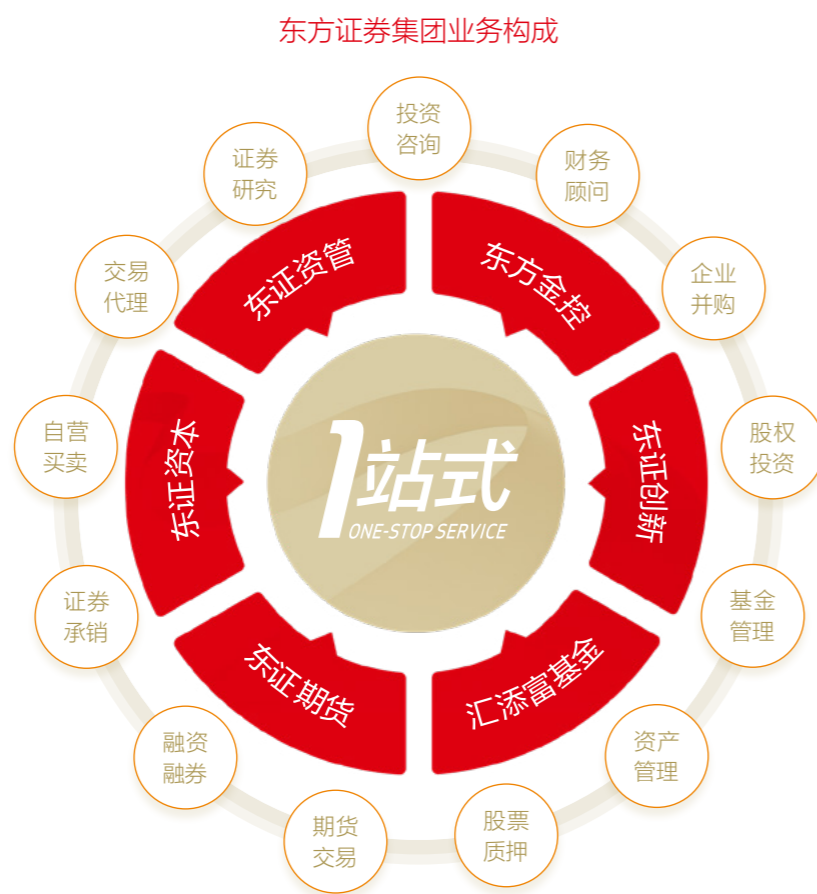 东方证券集团业务构成
投资
咨询
财务
顾问
企业
并购
股权
投资
基金
管理
资产
管理
股票
质押
期货
交易
融资
融券
证券
承销
自营
买卖
交易
代理
证券
研究
东方金控
东证创新
汇添富基金
东证期货
东证资本
东证资管
1站式
ONE-STOP SERVICE